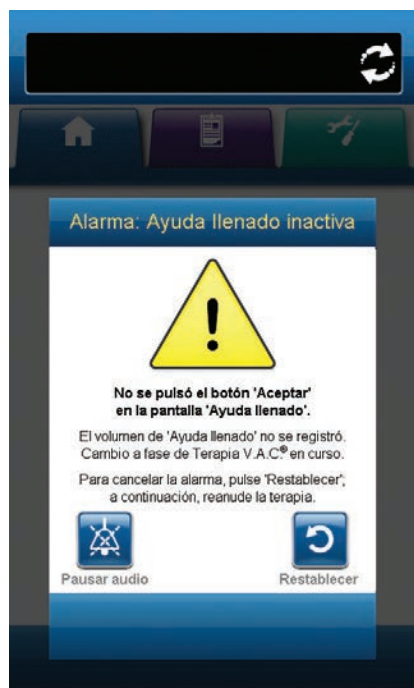 Alarma: Ayuda llenado inactiva
!
No se pulsó el botón 'Aceptar'
en la pantalla 'Ayuda llenado'.
El volumen de 'Ayuda llenado' no se registró.
Cambio a fase de Terapia V.A.C.® en curso.
Para cancelar la alarma, pulse 'Restablecer';
a continuación, reanude la terapia.
Pausar audio
Restablecer